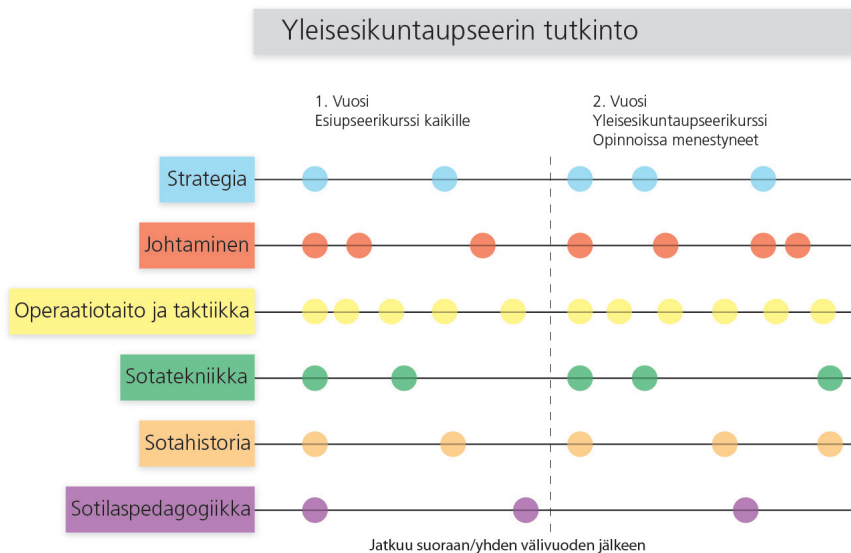 Yleisesikuntaupseerin tutkinto
1. Vuosi
Esiupseerikurssi kaikille
2. Vuosi
Yleisesikuntaupseerikurssi
Opinnoissa menestyneet
Strategia
Johtaminen
Operaatiotaito ja taktiikka
Sotatekniikka
Sotahistoria
Sotilaspedagogiikka
Jatkuu suoraan/yhden välivuoden jälkeen